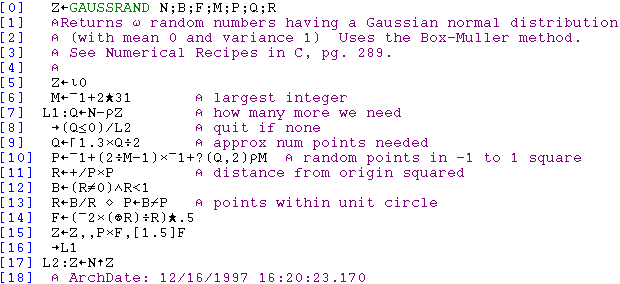 [0] Z←GAUSSRAND N;B;F;M;P;Q;R
[1] ⍝Returns ⍵ random numbers having a Gaussian normal distribution
[2] ⍝ (with mean 0 and variance 1) Uses the Box-Muller method.
[3] ⍝ See Numerical Recipes in C, pg. 289.
[4] ⍝
[5] Z←⍳0
[6] M←¯1+2⋆31 ⍝ largest integer
[7] L1:Q←N-⍴Z ⍝ how many more we need
[8] →(Q≤0)/L2 ⍝ quit if none
[9] Q←⌈1.3×Q÷2 ⍝ approx num points needed
[10] P←¯1+(2÷M-1)×¯1+?(Q,2)⍴M ⍝ random points in -1 to 1 square
[11] R←+/P×P ⍝ distance from origin squared
[12] B←(R≠0)∧R<1
[13] R←B/R ⋄ P←B⌿P ⍝ points within unit circle
[14] F←(¯2×(⍟R)÷R)⋆.5
[15] Z←Z,,P×F,[1.5]F
[16] →L1
[17] L2:Z←N↑Z
[18] ⍝ ArchDate: 12/16/1997 16:20:23.170